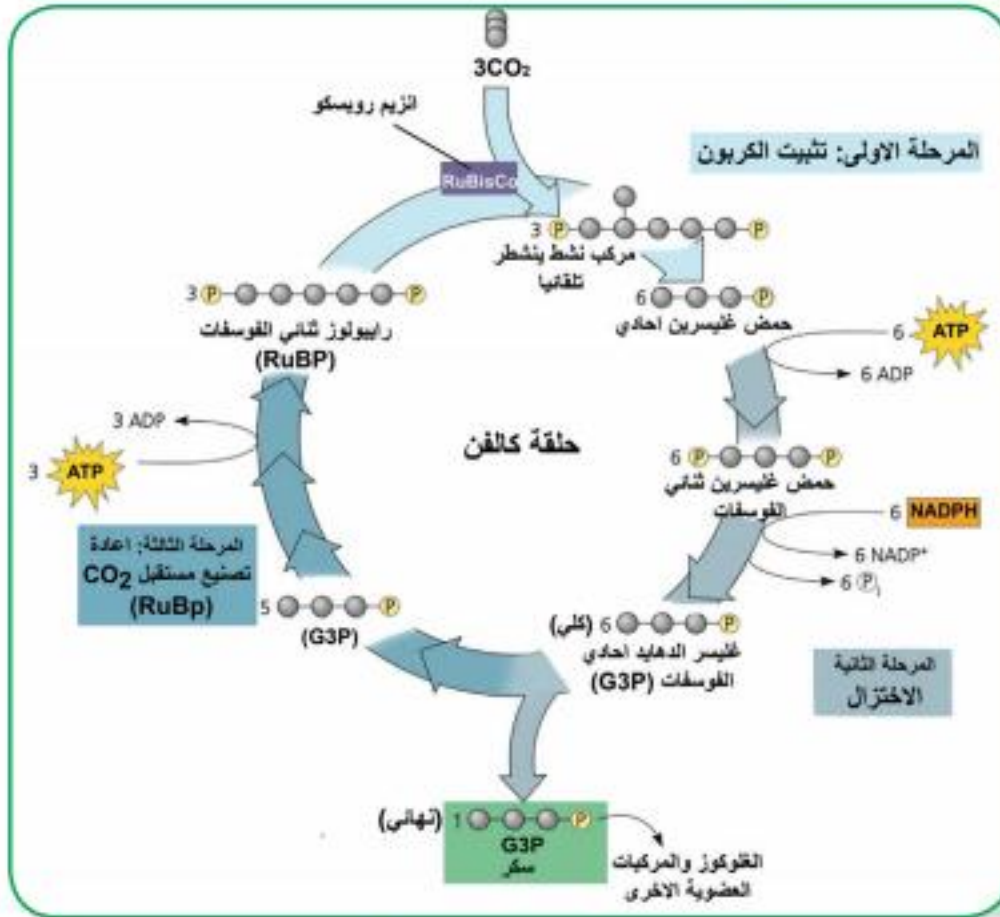 3CO₂
انزيم روبسكو
RuBisCo
المرحلة الاولى: تثبيت الكربون
3 P P
مركب نشط ينشطر
تلقائيا
6 P
حمض غليسرين احادي
3 P P
رايبولوز ثنائي الفوسفات
(RuBP)
6 ATP
6 ADP
حلقة كالفن
3 ADP
3 ATP
6 P P
حمض غليسرين ثنائي
الفوسفات
6 NADPH
6 NADP⁺
6 Pᵢ
المرحلة الثالثة: اعادة
تصنيع مستقبل CO₂
(RuBp)
5 P
(G3P)
(كلي) 6 P
غليسر الدهايد احادي
الفوسفات (G3P)
المرحلة الثانية
الاختزال
(نهائي) 1 P
G3P
سكر
الغلوكوز والمركبات
العضوية الاخرى